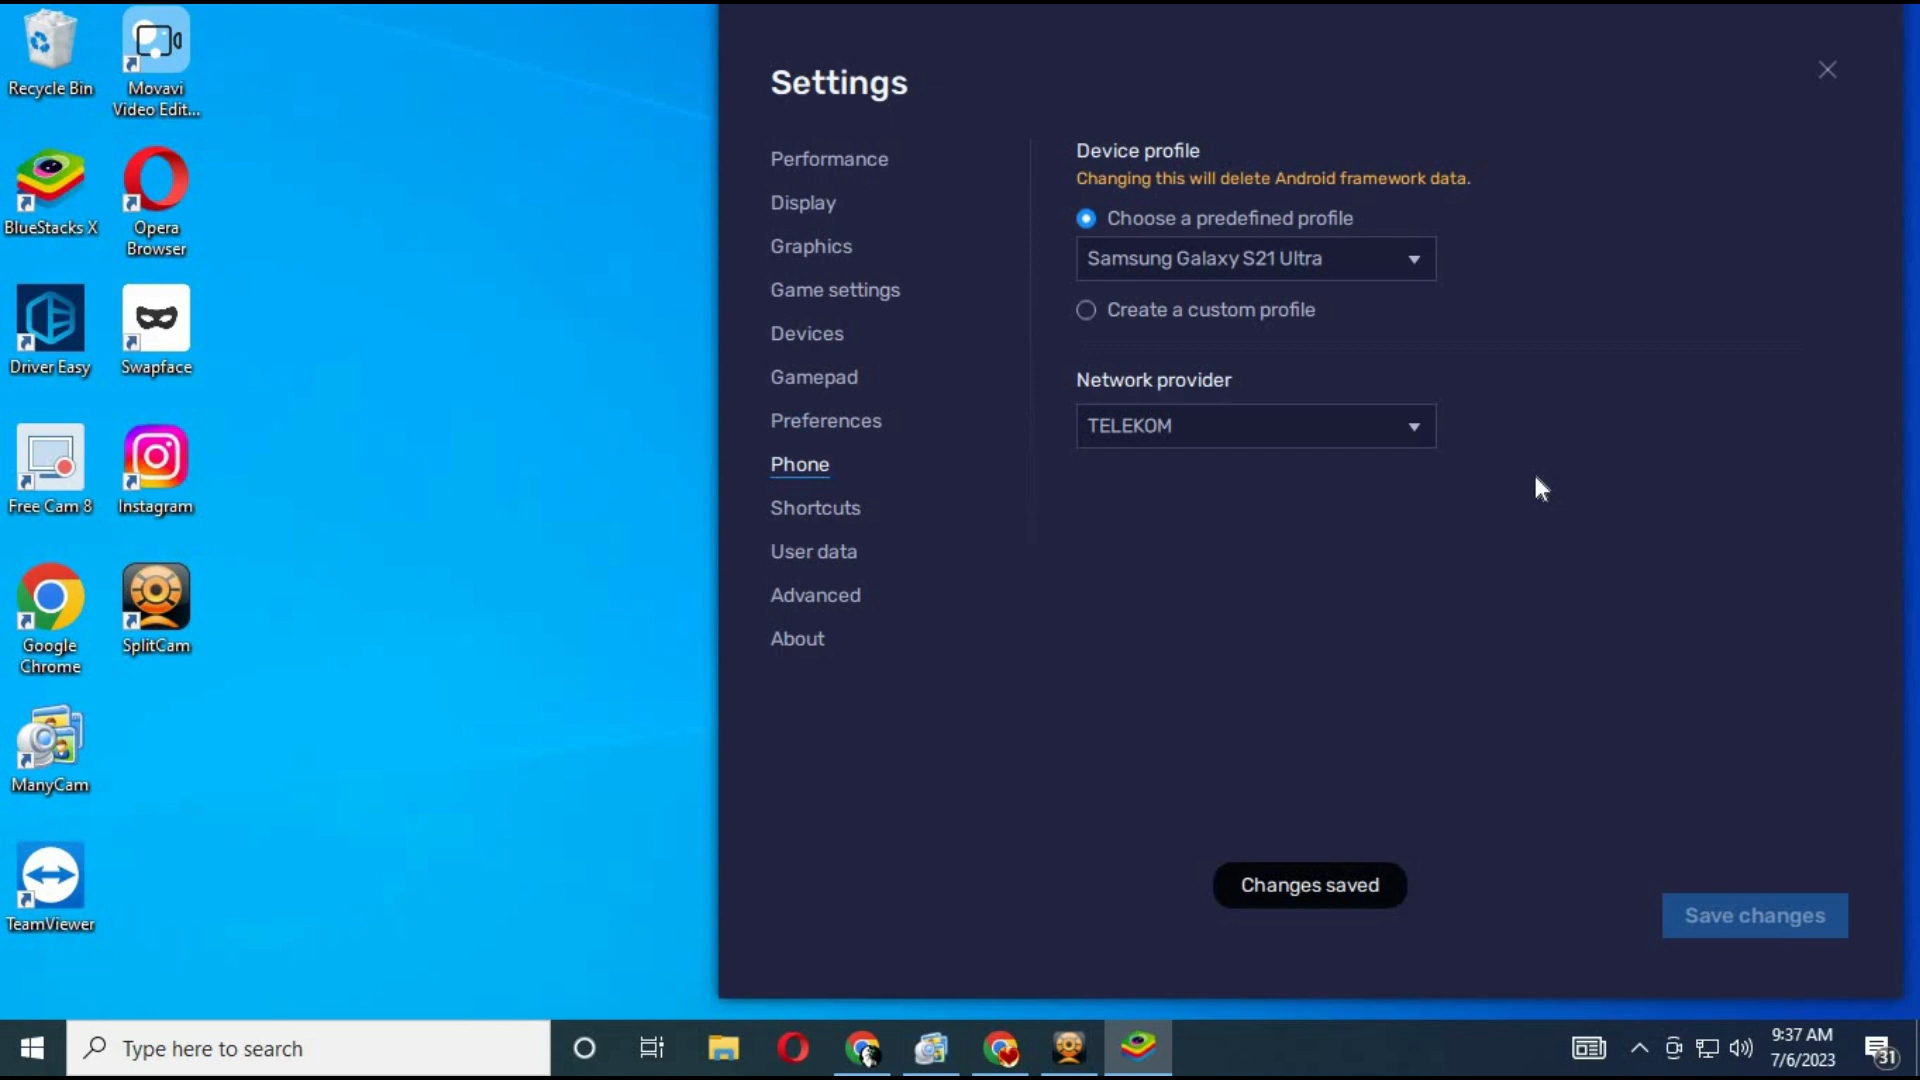 Recycle Bin
Movavi
Video Edit...
BlueStacks X
Opera
Browser
Driver Easy
Swapface
Free Cam 8
Instagram
Google
Chrome
SplitCam
ManyCam
TeamViewer
Settings
Performance
Display
Graphics
Game settings
Devices
Gamepad
Preferences
Phone
Shortcuts
User data
Advanced
About
Device profile
Changing this will delete Android framework data.
Choose a predefined profile
Samsung Galaxy S21 Ultra
Create a custom profile
Network provider
TELEKOM
Changes saved
Save changes
Type here to search
9:37 AM
7/6/2023
31